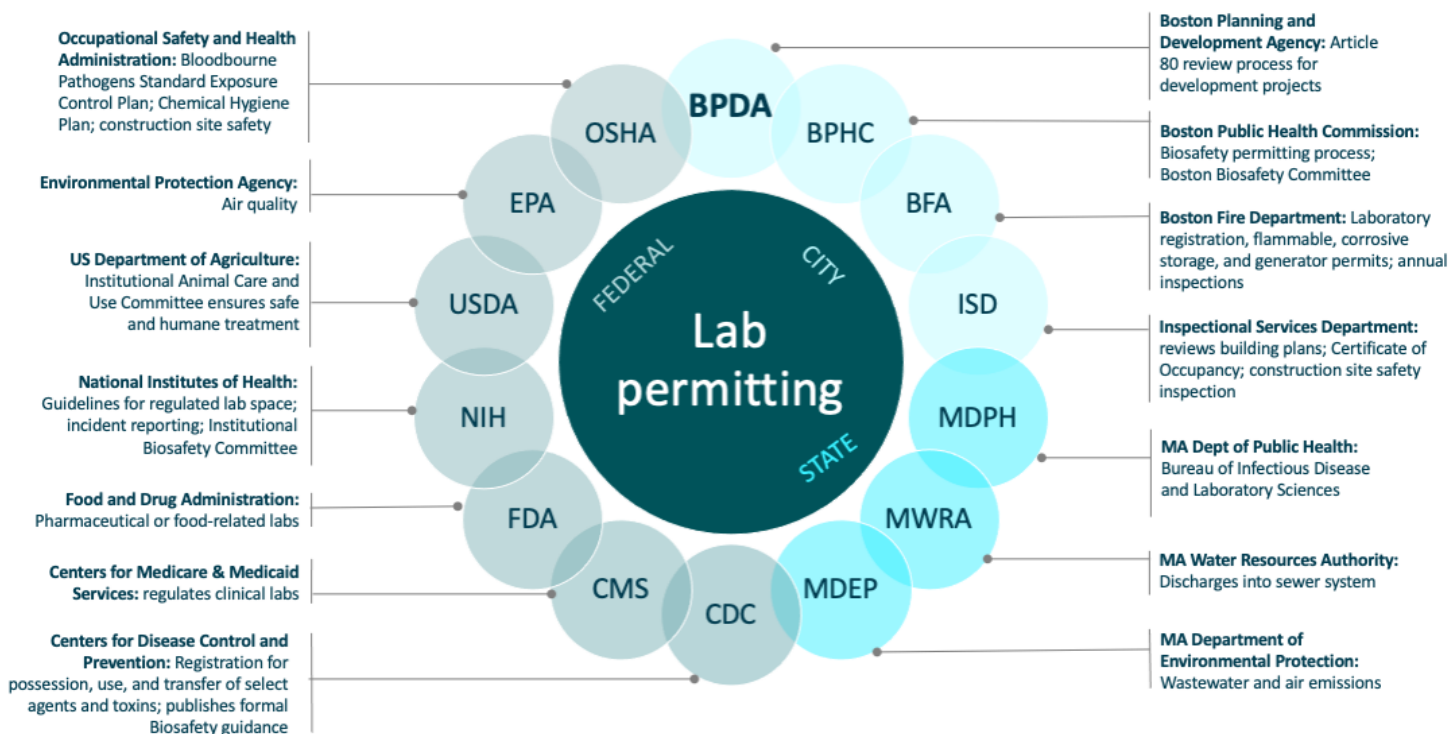 Occupational Safety and Health
Administration: Bloodbourne
Pathogens Standard Exposure
Control Plan; Chemical Hygiene
Plan; construction site safety
Environmental Protection Agency:
Air quality
US Department of Agriculture:
Institutional Animal Care and
Use Committee ensures safe
and humane treatment
National Institutes of Health:
Guidelines for regulated lab space;
incident reporting; Institutional
Biosafety Committee
Food and Drug Administration:
Pharmaceutical or food-related labs
Centers for Medicare & Medicaid
Services: regulates clinical labs
Centers for Disease Control and
Prevention: Registration for
possession, use, and transfer of select
agents and toxins; publishes formal
Biosafety guidance
BPDA
BPHC
BFA
ISD
MDPH
MWRA
MDEP
CDC
CMS
FDA
NIH
USDA
EPA
OSHA
FEDERAL
CITY
Lab
permitting
STATE
Boston Planning and
Development Agency: Article
80 review process for
development projects
Boston Public Health Commission:
Biosafety permitting process;
Boston Biosafety Committee
Boston Fire Department: Laboratory
registration, flammable, corrosive
storage, and generator permits; annual
inspections
Inspectional Services Department:
reviews building plans; Certificate of
Occupancy; construction site safety
inspection
MA Dept of Public Health:
Bureau of Infectious Disease
and Laboratory Sciences
MA Water Resources Authority:
Discharges into sewer system
MA Department of
Environmental Protection:
Wastewater and air emissions